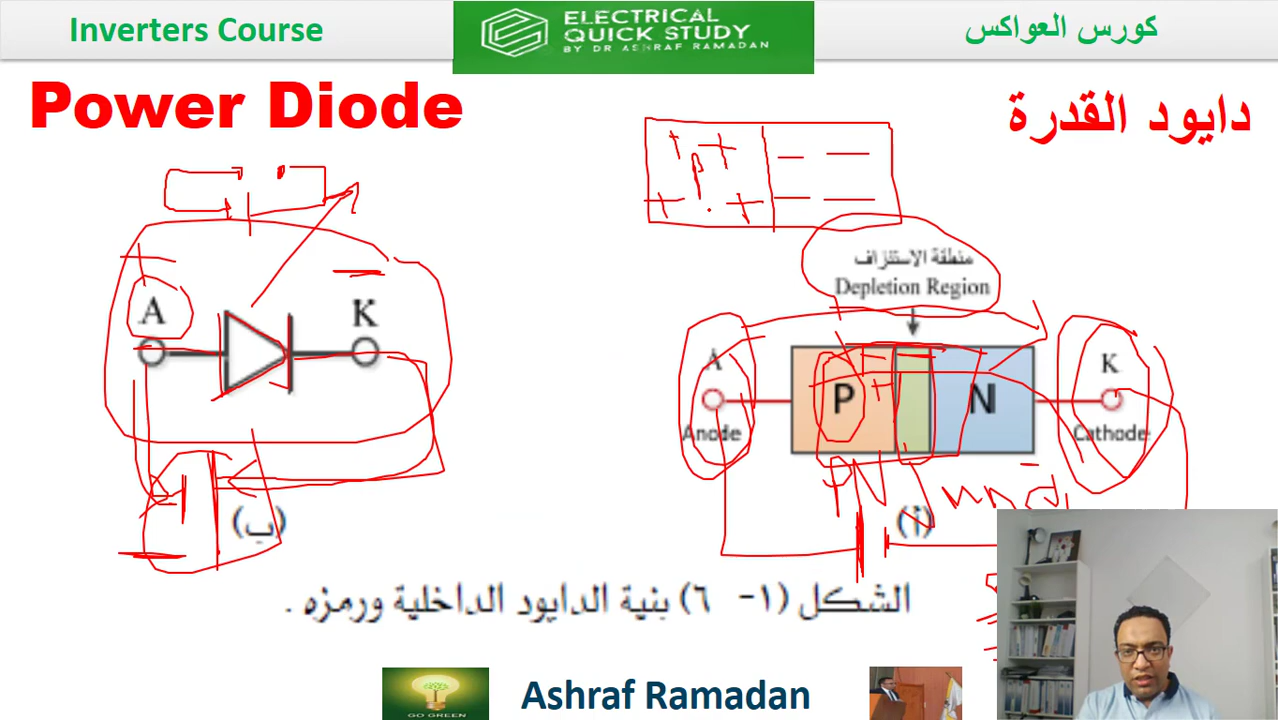 Inverters Course
ELECTRICAL
QUICK STUDY
BY DR ASHRAF RAMADAN
كورس العواكس
Power Diode
دايود القدرة
+ + − −
P
+ + − −
منطقة الاستنزاف
Depletion Region
A
K
A
K
P
N
Anode
Cathode
PN
(ب)
(أ)
الشكل (١- ٦) بنية الدايود الداخلية ورمزه .
GO GREEN
Ashraf Ramadan